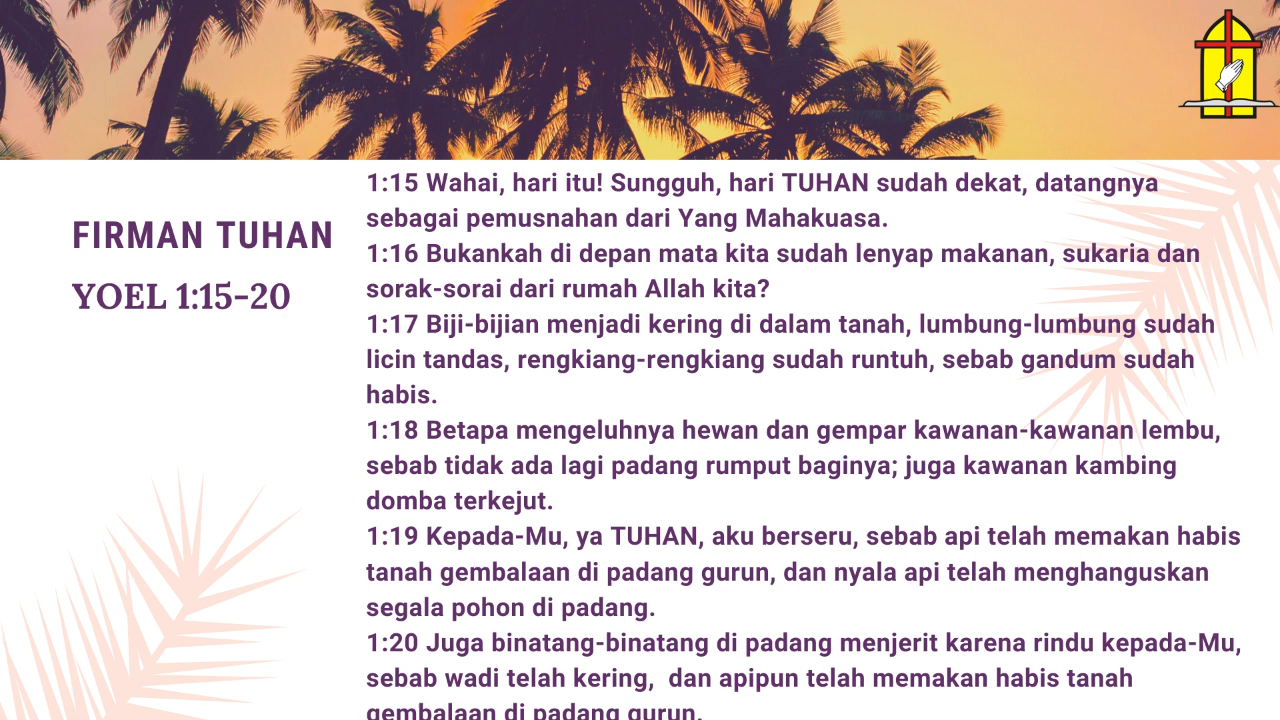 FIRMAN TUHAN
YOEL 1:15-20
1:15 Wahai, hari itu! Sungguh, hari TUHAN sudah dekat, datangnya
sebagai pemusnahan dari Yang Mahakuasa.
1:16 Bukankah di depan mata kita sudah lenyap makanan, sukaria dan
sorak-sorai dari rumah Allah kita?
1:17 Biji-bijian menjadi kering di dalam tanah, lumbung-lumbung sudah
licin tandas, rengkiang-rengkiang sudah runtuh, sebab gandum sudah
habis.
1:18 Betapa mengeluhnya hewan dan gempar kawanan-kawanan lembu,
sebab tidak ada lagi padang rumput baginya; juga kawanan kambing
domba terkejut.
1:19 Kepada-Mu, ya TUHAN, aku berseru, sebab api telah memakan habis
tanah gembalaan di padang gurun, dan nyala api telah menghanguskan
segala pohon di padang.
1:20 Juga binatang-binatang di padang menjerit karena rindu kepada-Mu,
sebab wadi telah kering,  dan apipun telah memakan habis tanah
gembalaan di padang gurun.